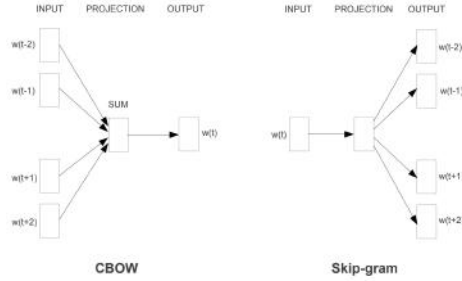 INPUT PROJECTION OUTPUT
w(t-2)
w(t-1)
SUM
w(t)
w(t+1)
w(t+2)
CBOW
INPUT PROJECTION OUTPUT
w(t-2)
w(t-1)
w(t)
w(t+1
w(t+2
Skip-gram